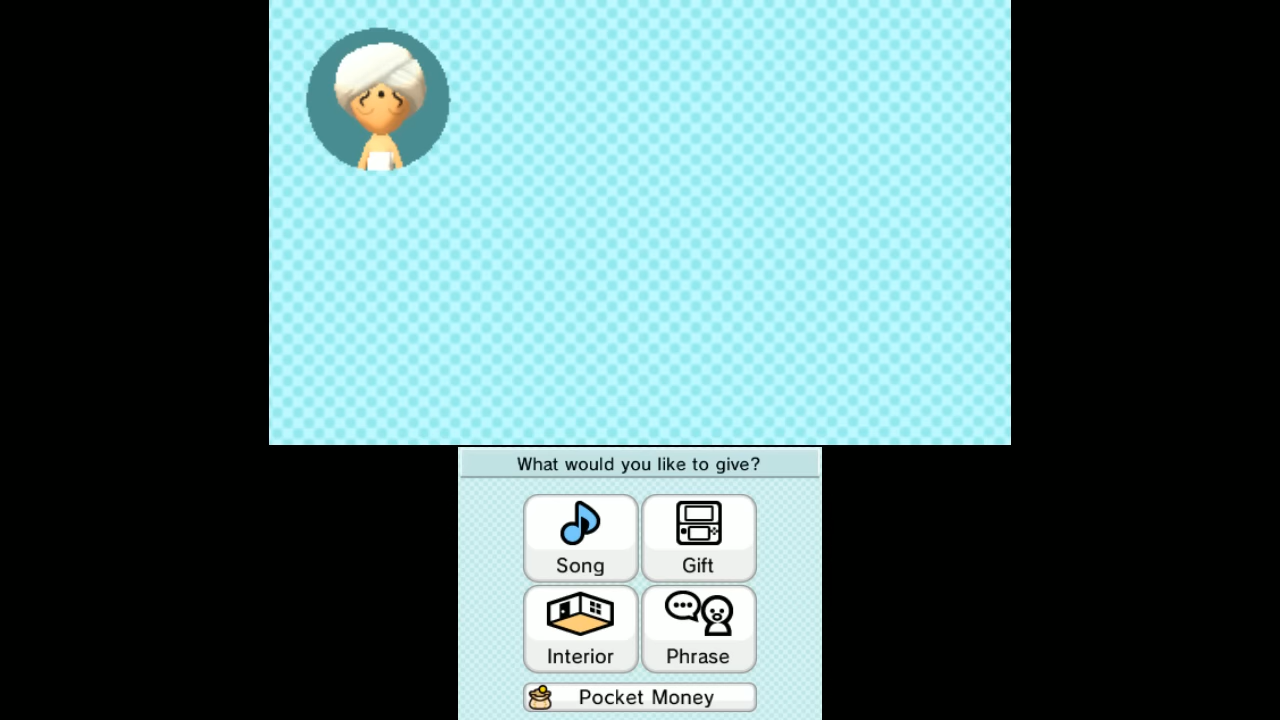 What would you like to give?
Song
Gift
Interior
Phrase
Pocket Money